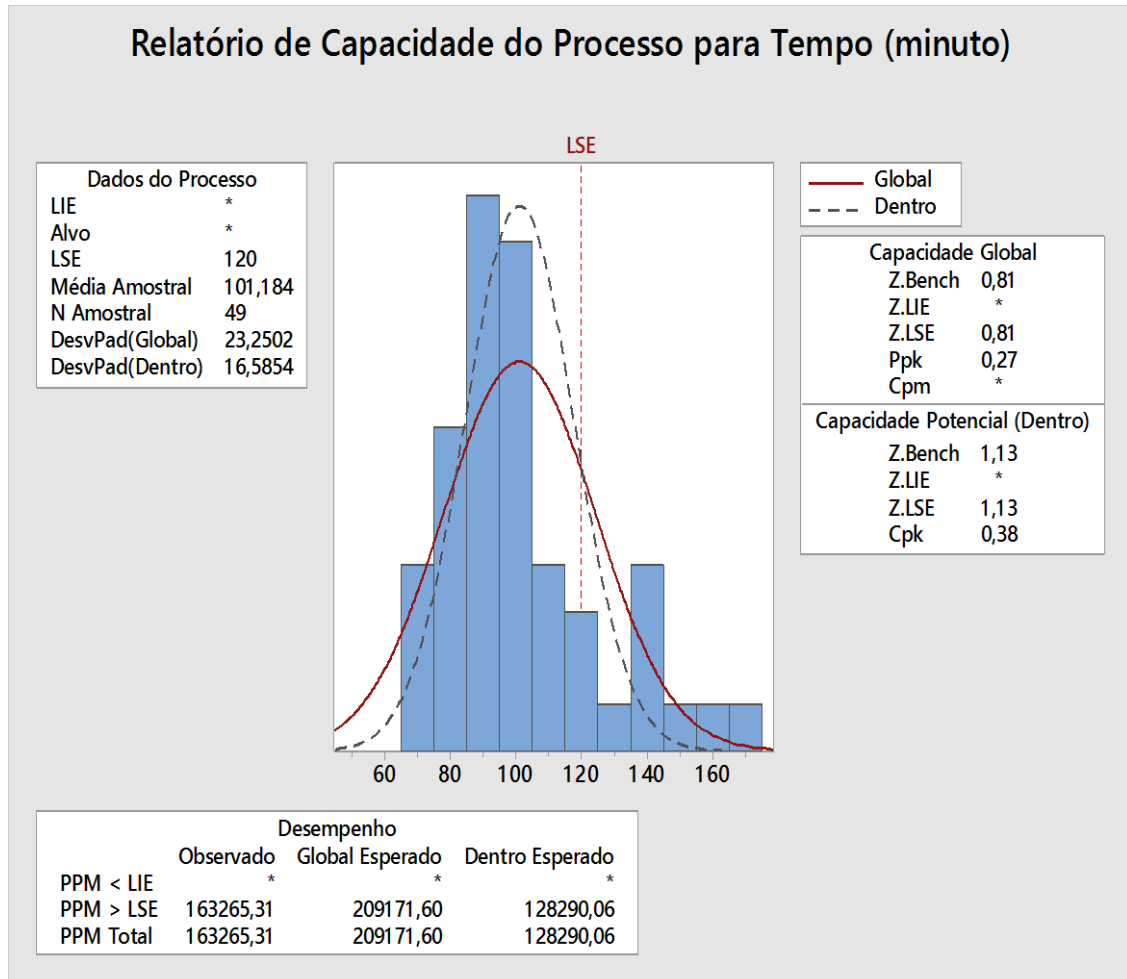 Relatório de Capacidade do Processo para Tempo (minuto)
LSE
Dados do Processo
LIE *
Alvo *
LSE 120
Média Amostral 101,184
N Amostral 49
DesvPad(Global) 23,2502
DesvPad(Dentro) 16,5854
Global
Dentro
Capacidade Global
Z.Bench 0,81
Z.LIE *
Z.LSE 0,81
Ppk 0,27
Cpm *
Capacidade Potencial (Dentro)
Z.Bench 1,13
Z.LIE *
Z.LSE 1,13
Cpk 0,38
60 80 100 120 140 160
Desempenho
Observado Global Esperado Dentro Esperado
PPM < LIE * * *
PPM > LSE 163265,31 209171,60 128290,06
PPM Total 163265,31 209171,60 128290,06